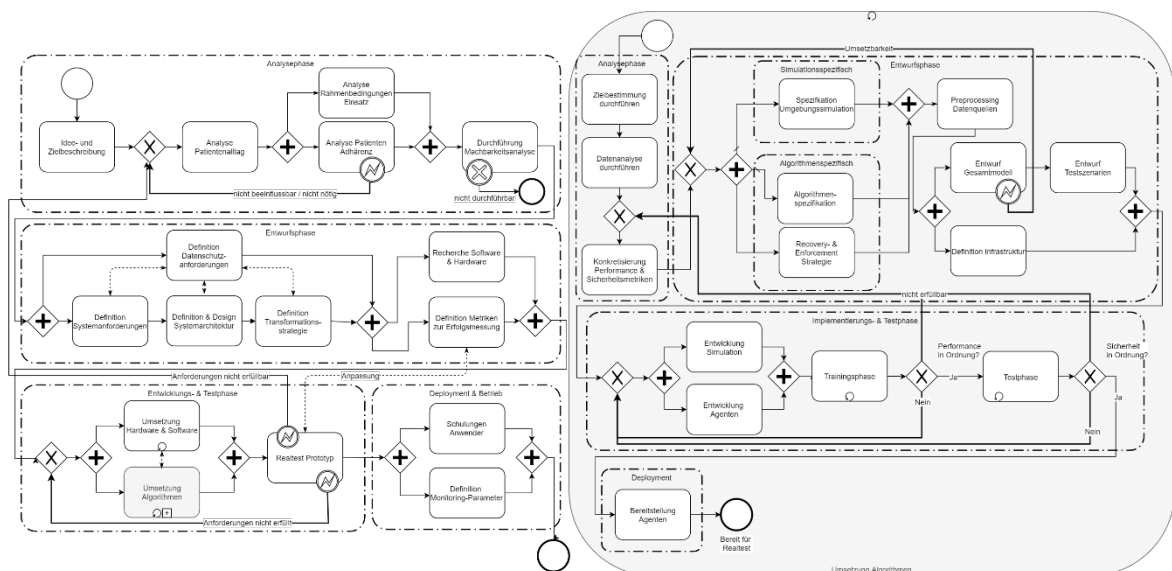 Analysephase
Idee- und
Zielbeschreibung
Analyse
Patientenalltag
Analyse
Rahmenbedingungen
Einsatz
Analyse Patienten
Adhärenz
Durchführung
Machbarkeitsanalyse
nicht beeinflussbar / nicht nötig
nicht durchführbar
Entwurfsphase
Definition
Datenschutz-
anforderungen
Definition
Systemanforderungen
Definition & Design
Systemarchitektur
Definition
Transformations-
strategie
Recherche Software
& Hardware
Definition Metriken
zur Erfolgsmessung
Anforderungen nicht erfüllbar
Anpassung
Entwicklungs- & Testphase
Umsetzung
Hardware & Software
Umsetzung
Algorithmen
Realtest Prototyp
Anforderungen nicht erfüllt
Deployment & Betrieb
Schulungen
Anwender
Definition
Monitoring-Parameter
Analysephase
Zielbestimmung
durchführen
Datenanalyse
durchführen
Konkretisierung
Performance &
Sicherheitsmetriken
Umsetzbarkeit
Entwurfsphase
Simulationsspezifisch
Spezifikation
Umgebungssimulation
Algorithmenspezifisch
Algorithmen-
spezifikation
Recovery- &
Enforcement
Strategie
Preprocessing
Datenquellen
Entwurf
Gesamtmodell
Entwurf
Testszenarien
Definition Infrastruktur
nicht erfüllbar
Implementierungs- & Testphase
Entwicklung
Simulation
Entwicklung
Agenten
Trainingsphase
Performance
in Ordnung?
Ja
Nein
Testphase
Sicherheit
in Ordnung?
Ja
Nein
Deployment
Bereitstellung
Agenten
Bereit für
Realtest
Umsetzung Algorithmen